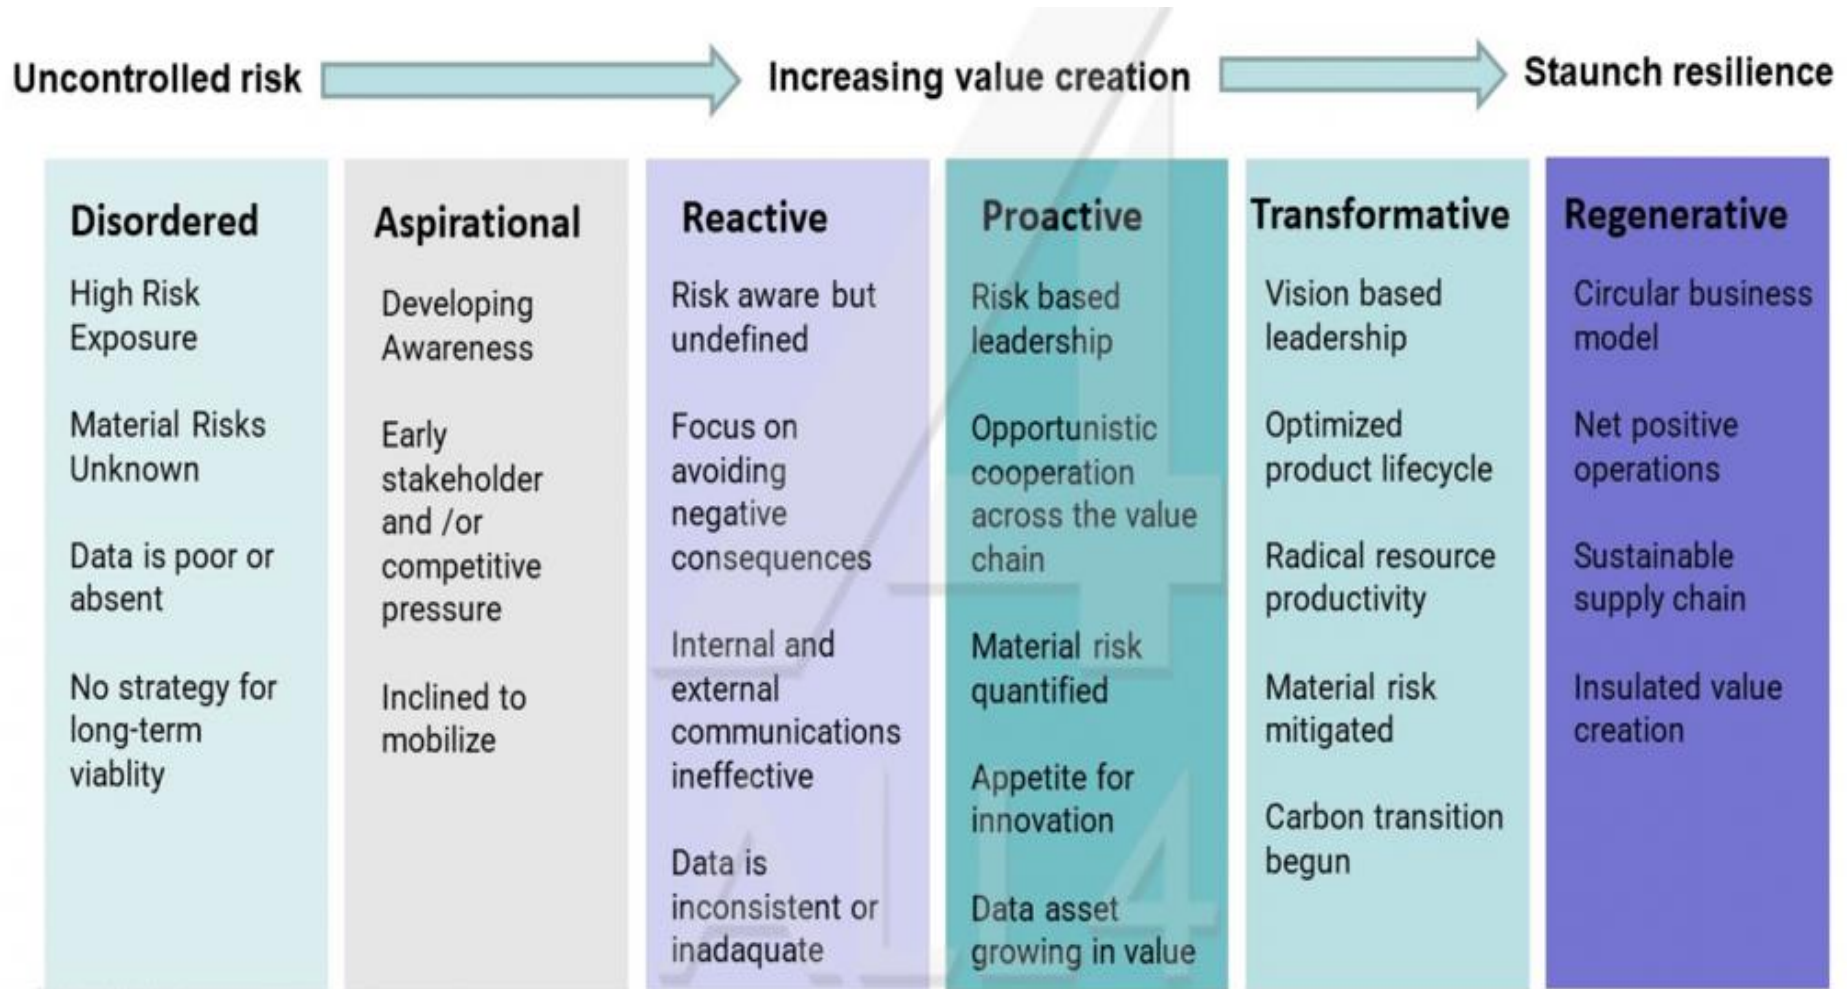 Uncontrolled risk
Increasing value creation
Staunch resilience
Disordered
High Risk
Exposure
Material Risks
Unknown
Data is poor or
absent
No strategy for
long-term
viablity
Aspirational
Developing
Awareness
Early
stakeholder
and /or
competitive
pressure
Inclined to
mobilize
Reactive
Risk aware but
undefined
Focus on
avoiding
negative
consequences
Internal and
external
communications
ineffective
Data is
inconsistent or
inadaquate
Proactive
Risk based
leadership
Opportunistic
cooperation
across the value
chain
Material risk
quantified
Appetite for
innovation
Data asset
growing in value
Transformative
Vision based
leadership
Optimized
product lifecycle
Radical resource
productivity
Material risk
mitigated
Carbon transition
begun
Regenerative
Circular business
model
Net positive
operations
Sustainable
supply chain
Insulated value
creation
4
ALL4